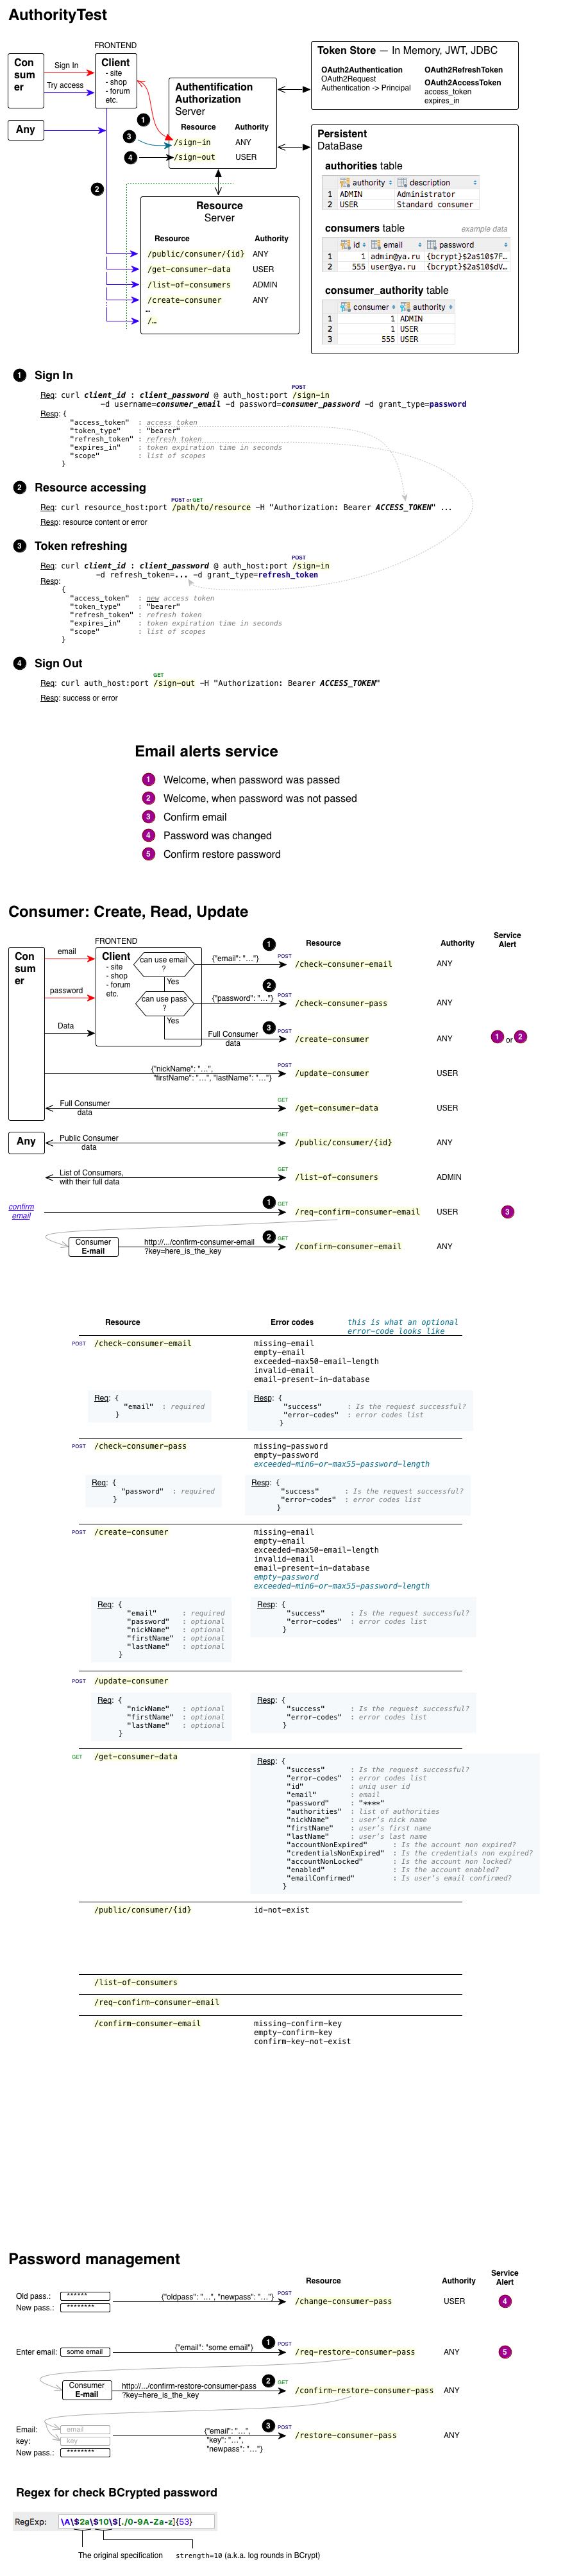 AuthorityTest
FRONTEND
Con
sum
er
Sign In
Try access
Client
- site
- shop
- forum
etc.
Any
1
3
4
2
Authentification
Authorization
Server
Resource Authority
/sign-in ANY
/sign-out USER
Token Store — In Memory, JWT, JDBC
OAuth2Authentication
OAuth2Request
Authentication -> Principal
OAuth2RefreshToken
OAuth2AccessToken
access_token
expires_in
Resource
Server
Resource Authority
/public/consumer/{id} ANY
/get-consumer-data USER
/list-of-consumers ADMIN
/create-consumer ANY
…
/…
Persistent
DataBase
authorities table
authority description
1 ADMIN Administrator
2 USER Standard consumer
consumers table example data
id email password
1 1 admin@ya.ru {bcrypt}$2a$10$7F…
2 555 user@ya.ru {bcrypt}$2a$10$dV…
consumer_authority table
consumer authority
1 1 ADMIN
2 1 USER
3 555 USER
1 Sign In
POST
Req: curl client_id : client_password @ auth_host:port /sign-in
-d username=consumer_email -d password=consumer_password -d grant_type=password
Resp: {
"access_token" : access token
"token_type" : "bearer"
"refresh_token" : refresh token
"expires_in" : token expiration time in seconds
"scope" : list of scopes
}
2 Resource accessing
POST or GET
Req: curl resource_host:port /path/to/resource -H "Authorization: Bearer ACCESS_TOKEN" ...
Resp: resource content or error
3 Token refreshing
POST
Req: curl client_id : client_password @ auth_host:port /sign-in
-d refresh_token=... -d grant_type=refresh_token
Resp:
{
"access_token" : new access token
"token_type" : "bearer"
"refresh_token" : refresh token
"expires_in" : token expiration time in seconds
"scope" : list of scopes
}
4 Sign Out
GET
Req: curl auth_host:port /sign-out -H "Authorization: Bearer ACCESS_TOKEN"
Resp: success or error
Email alerts service
1 Welcome, when password was passed
2 Welcome, when password was not passed
3 Confirm email
4 Password was changed
5 Confirm restore password
Consumer: Create, Read, Update
FRONTEND
Resource Authority Service
Alert
Con
sum
er
email
password
Data
Client
- site
- shop
- forum
etc.
can use email
?
Yes
can use pass
?
Yes
1
{"email": "…"} POST /check-consumer-email ANY
2
{"password": "…"} POST /check-consumer-pass ANY
3
Full Consumer
data
POST /create-consumer ANY 1 or 2
{"nickName": "…",
"firstName": "…", "lastName": "…"}
POST /update-consumer USER
Full Consumer
data
GET /get-consumer-data USER
Any
Public Consumer
data
GET /public/consumer/{id} ANY
List of Consumers,
with their full data
GET /list-of-consumers ADMIN
confirm
email
1 GET /req-confirm-consumer-email USER 3
Consumer
E-mail
http://.../confirm-consumer-email
?key=here_is_the_key
2 GET /confirm-consumer-email ANY
Resource Error codes this is what an optional
error-code looks like
POST /check-consumer-email missing-email
empty-email
exceeded-max50-email-length
invalid-email
email-present-in-database
Req: {
"email" : required
}
Resp: {
"success" : Is the request successful?
"error-codes" : error codes list
}
POST /check-consumer-pass missing-password
empty-password
exceeded-min6-or-max55-password-length
Req: {
"password" : required
}
Resp: {
"success" : Is the request successful?
"error-codes" : error codes list
}
POST /create-consumer missing-email
empty-email
exceeded-max50-email-length
invalid-email
email-present-in-database
empty-password
exceeded-min6-or-max55-password-length
Req: {
"email" : required
"password" : optional
"nickName" : optional
"firstName" : optional
"lastName" : optional
}
Resp: {
"success" : Is the request successful?
"error-codes" : error codes list
}
POST /update-consumer
Req: {
"nickName" : optional
"firstName" : optional
"lastName" : optional
}
Resp: {
"success" : Is the request successful?
"error-codes" : error codes list
}
GET /get-consumer-data
Resp: {
"success" : Is the request successful?
"error-codes" : error codes list
"id" : uniq user id
"email" : email
"password" : "****"
"authorities" : list of authorities
"nickName" : user's nick name
"firstName" : user's first name
"lastName" : user's last name
"accountNonExpired" : Is the account non expired?
"credentialsNonExpired" : Is the credentials non expired?
"accountNonLocked" : Is the account non locked?
"enabled" : Is the account enabled?
"emailConfirmed" : Is user's email confirmed?
}
/public/consumer/{id} id-not-exist
/list-of-consumers
/req-confirm-consumer-email
/confirm-consumer-email missing-confirm-key
empty-confirm-key
confirm-key-not-exist
Password management
Resource Authority Service
Alert
Old pass.: ******
New pass.: ********
{"oldpass": "…", "newpass": "…"} POST /change-consumer-pass USER 4
Enter email: some email
{"email": "some email"} 1 POST /req-restore-consumer-pass ANY 5
Consumer
E-mail
http://.../confirm-restore-consumer-pass
?key=here_is_the_key
2 GET /confirm-restore-consumer-pass ANY
Email: email
key: key
New pass.: ********
{"email": "…",
"key": "…",
"newpass": "…"}
3 POST /restore-consumer-pass ANY
Regex for check BCrypted password
RegExp: \A\$2a\$10\$[./0-9A-Za-z]{53}
The original specification strength=10 (a.k.a. log rounds in BCrypt)